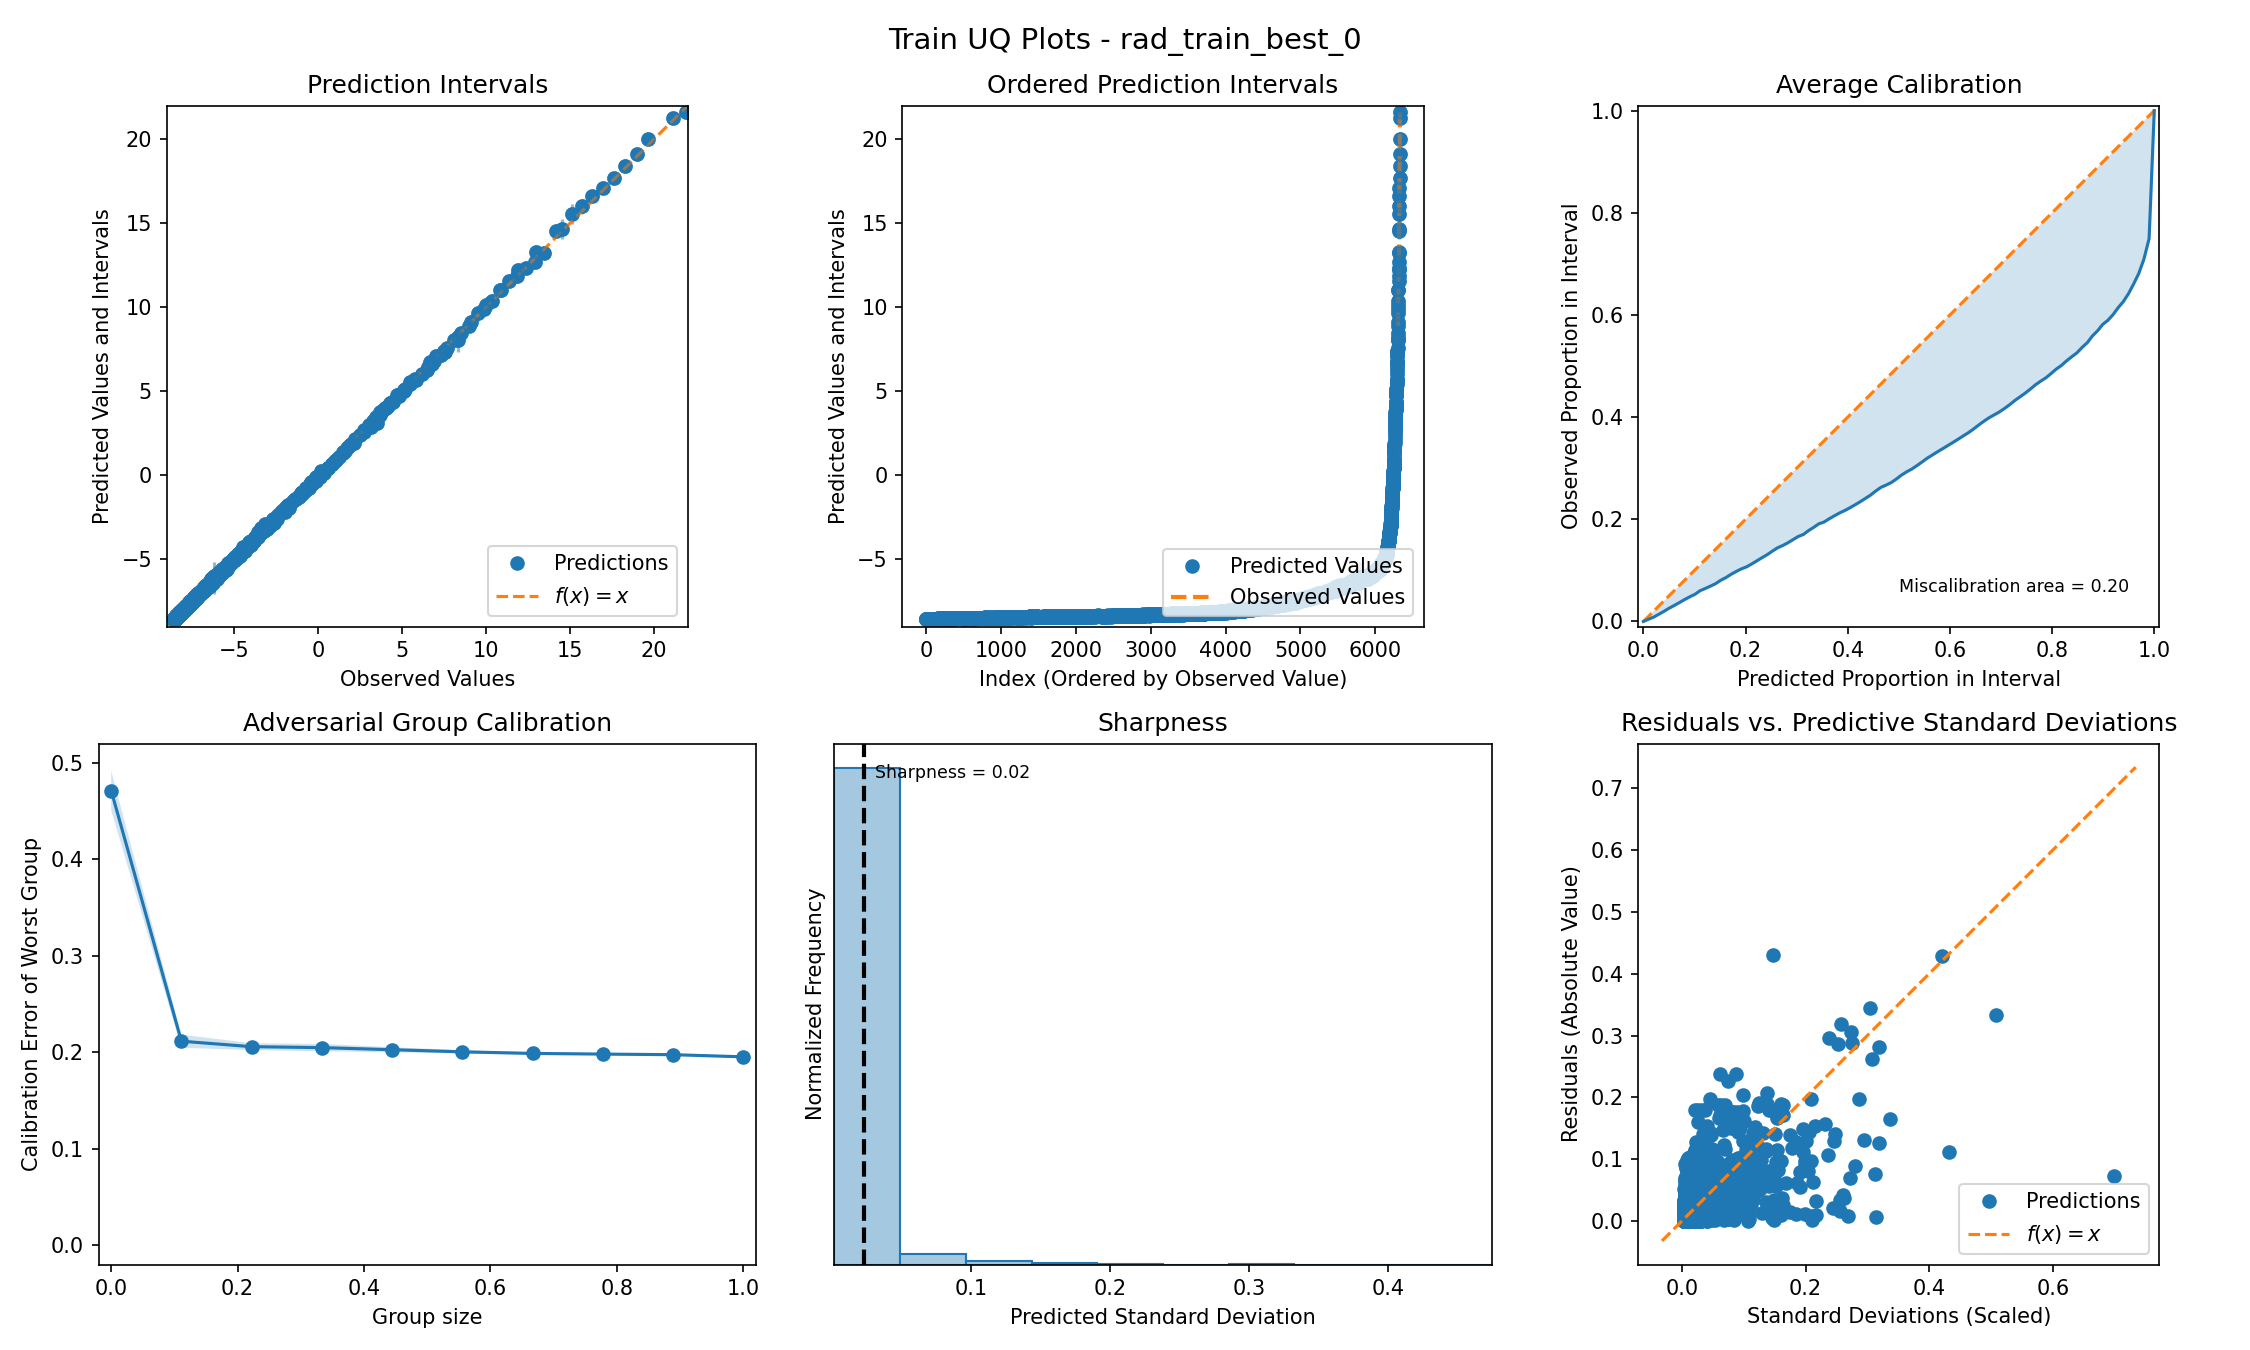 Train UQ Plots - rad_train_best_0
Prediction Intervals
Predicted Values and Intervals
20
15
10
5
0
−5
−5 0 5 10 15 20
Observed Values
Predictions
f(x) = x
Ordered Prediction Intervals
Predicted Values and Intervals
20
15
10
5
0
−5
0 1000 2000 3000 4000 5000 6000
Index (Ordered by Observed Value)
Predicted Values
Observed Values
Average Calibration
Observed Proportion in Interval
1.0
0.8
0.6
0.4
0.2
0.0
0.0 0.2 0.4 0.6 0.8 1.0
Predicted Proportion in Interval
Miscalibration area = 0.20
Adversarial Group Calibration
Calibration Error of Worst Group
0.5
0.4
0.3
0.2
0.1
0.0
0.0 0.2 0.4 0.6 0.8 1.0
Group size
Sharpness
Normalized Frequency
Sharpness = 0.02
0.1 0.2 0.3 0.4
Predicted Standard Deviation
Residuals vs. Predictive Standard Deviations
Residuals (Absolute Value)
0.7
0.6
0.5
0.4
0.3
0.2
0.1
0.0
0.0 0.2 0.4 0.6
Standard Deviations (Scaled)
Predictions
f(x) = x